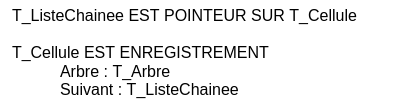 T_ListeChainee EST POINTEUR SUR T_Cellule
T_Cellule EST ENREGISTREMENT
Arbre : T_Arbre
Suivant : T_ListeChainee